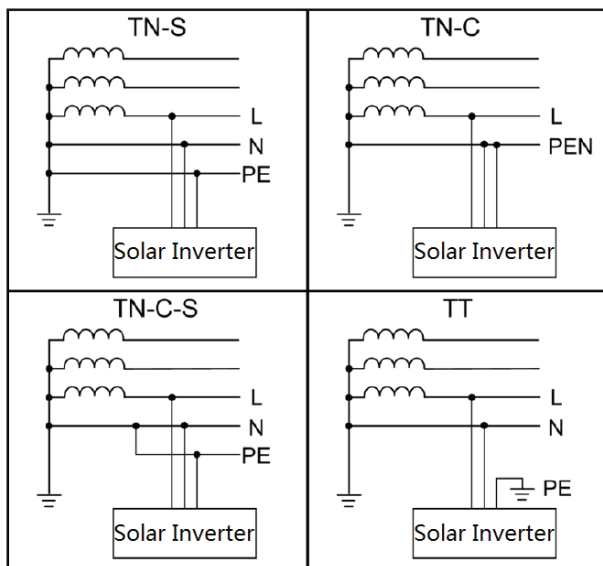 TN-S
L
N
PE
Solar Inverter
TN-C
L
PEN
Solar Inverter
TN-C-S
L
N
PE
Solar Inverter
TT
L
N
PE
Solar Inverter